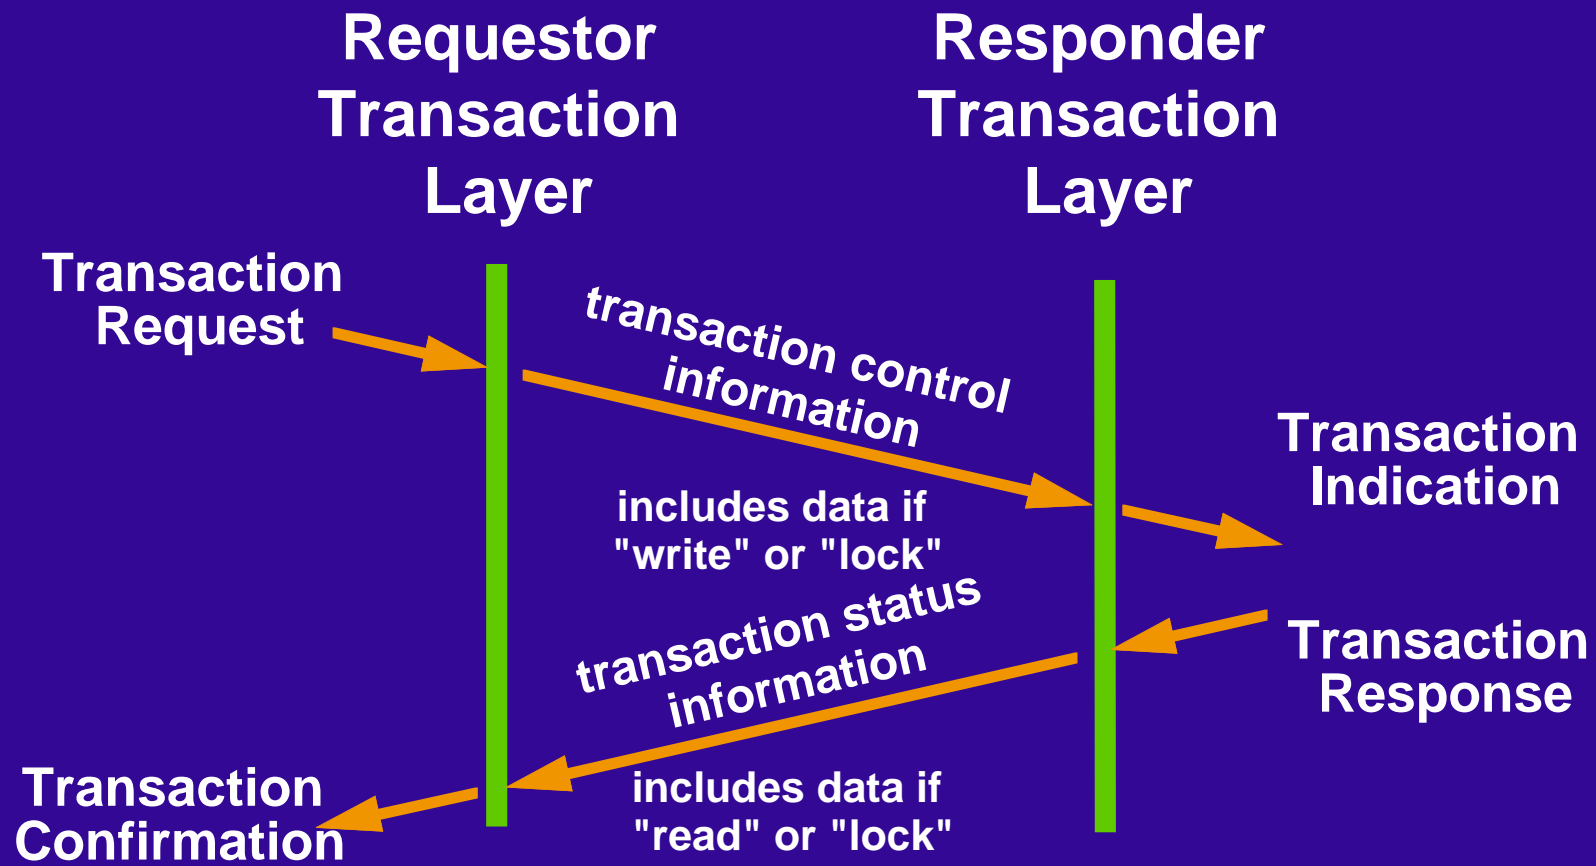 Requestor
Transaction
Layer
Responder
Transaction
Layer
Transaction
Request
transaction control
information
Transaction
Indication
includes data if
"write" or "lock"
transaction status
information
Transaction
Response
Transaction
Confirmation
includes data if
"read" or "lock"